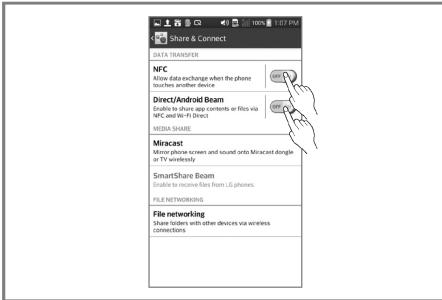 100% 1:07 PM
Share & Connect
DATA TRANSFER
NFC
Allow data exchange when the phone
touches another device
OFF
Direct/Android Beam
Enable to share app contents or files via
NFC and Wi-Fi Direct
OFF
MEDIA SHARE
Miracast
Mirror phone screen and sound onto Miracast dongle
or TV wirelessly
SmartShare Beam
Enable to receive files from LG phones.
FILE NETWORKING
File networking
Share folders with other devices via wireless
connections